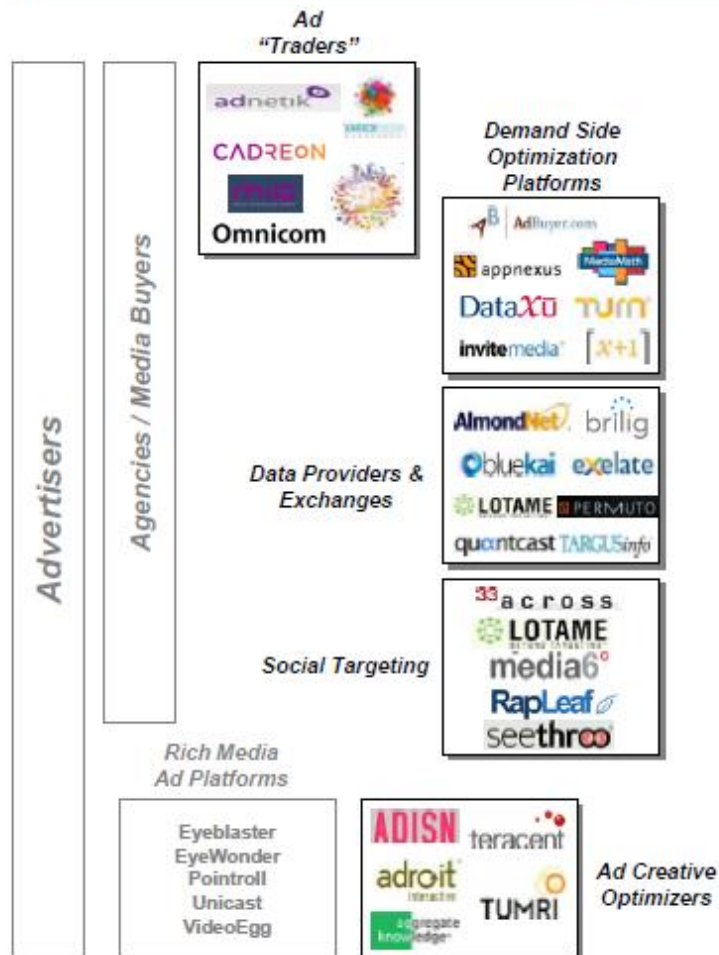 Ad
“Traders”
adnetik
CADREON
mig
Omnicom
Demand Side
Optimization
Platforms
AdBuyer.com
appnexus
MediaMath
DataXū
turn
invitemedia
[x+1]
Advertisers
Agencies / Media Buyers
Data Providers &
Exchanges
AlmondNet
brilig
bluekai
exelate
LOTAME
PERMUTO
quantcast
TARGUSinfo
Social Targeting
33across
LOTAME
media6°
RapLeaf
seethroo
Rich Media
Ad Platforms
Eyeblaster
EyeWonder
Pointroll
Unicast
VideoEgg
ADISN
teracent
adroit
interactive
TUMRI
aggregate
knowledge
Ad Creative
Optimizers